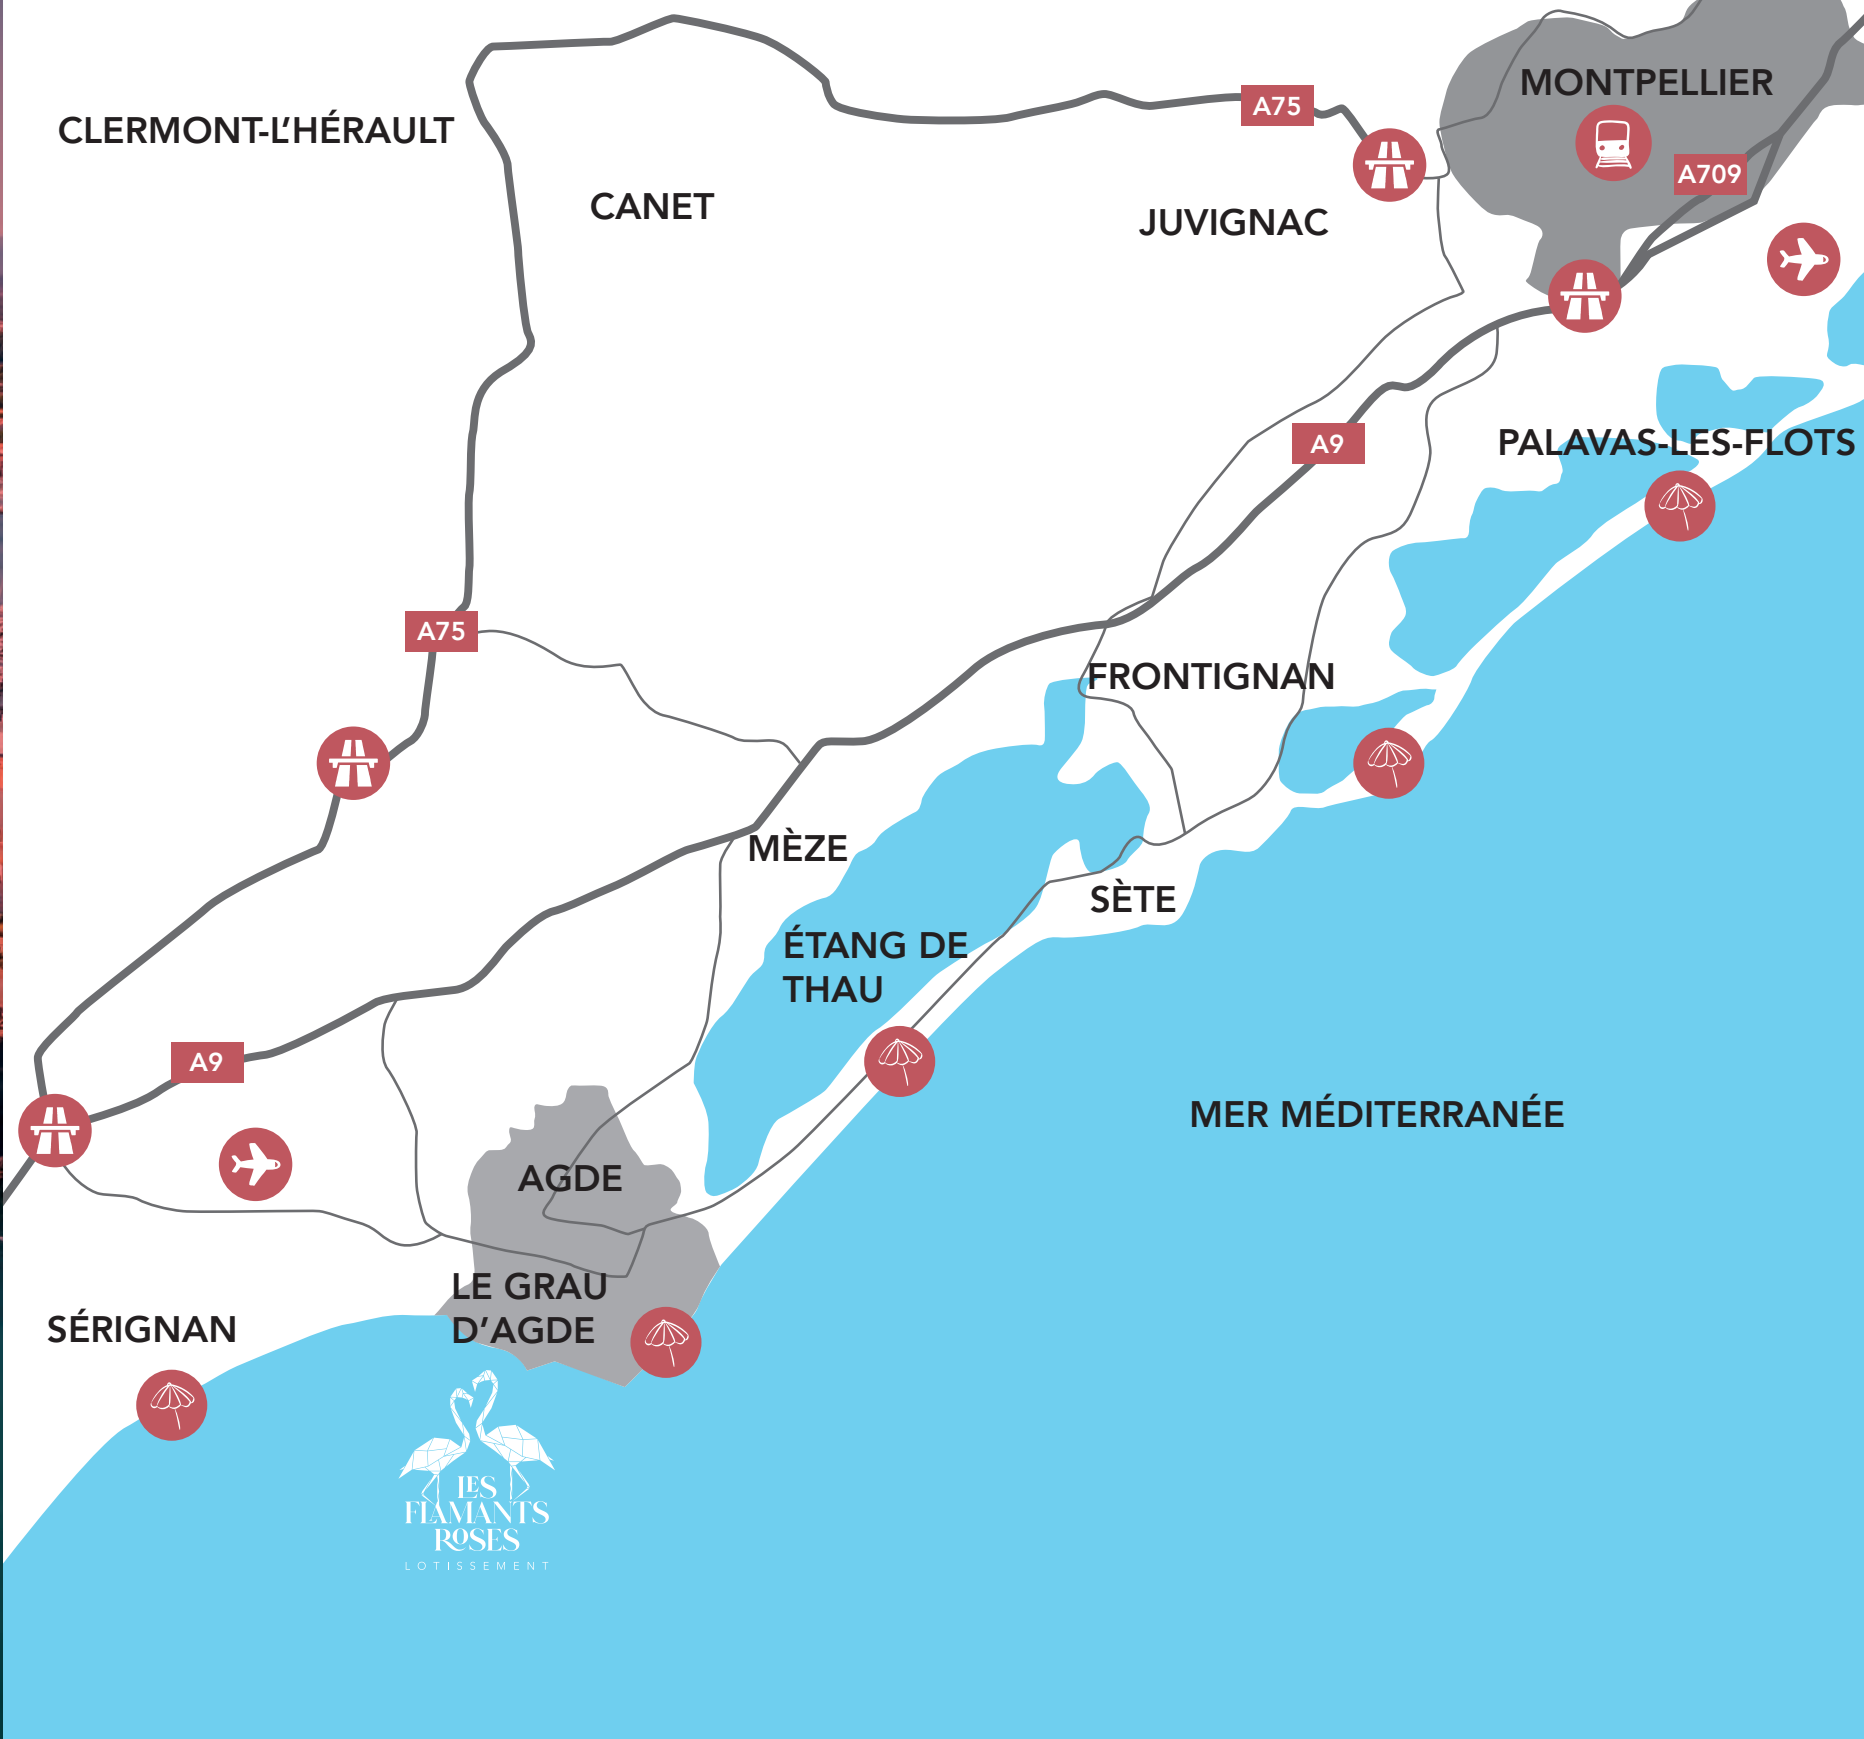 MONTPELLIER
A75
CLERMONT-L'HÉRAULT
A709
CANET
JUVIGNAC
A9
PALAVAS-LES-FLOTS
A75
FRONTIGNAN
MÈZE
SÈTE
ÉTANG DE
THAU
A9
MER MÉDITERRANÉE
AGDE
LE GRAU
D'AGDE
SÉRIGNAN
LES
FLAMANTS
ROSES
LOTISSEMENT